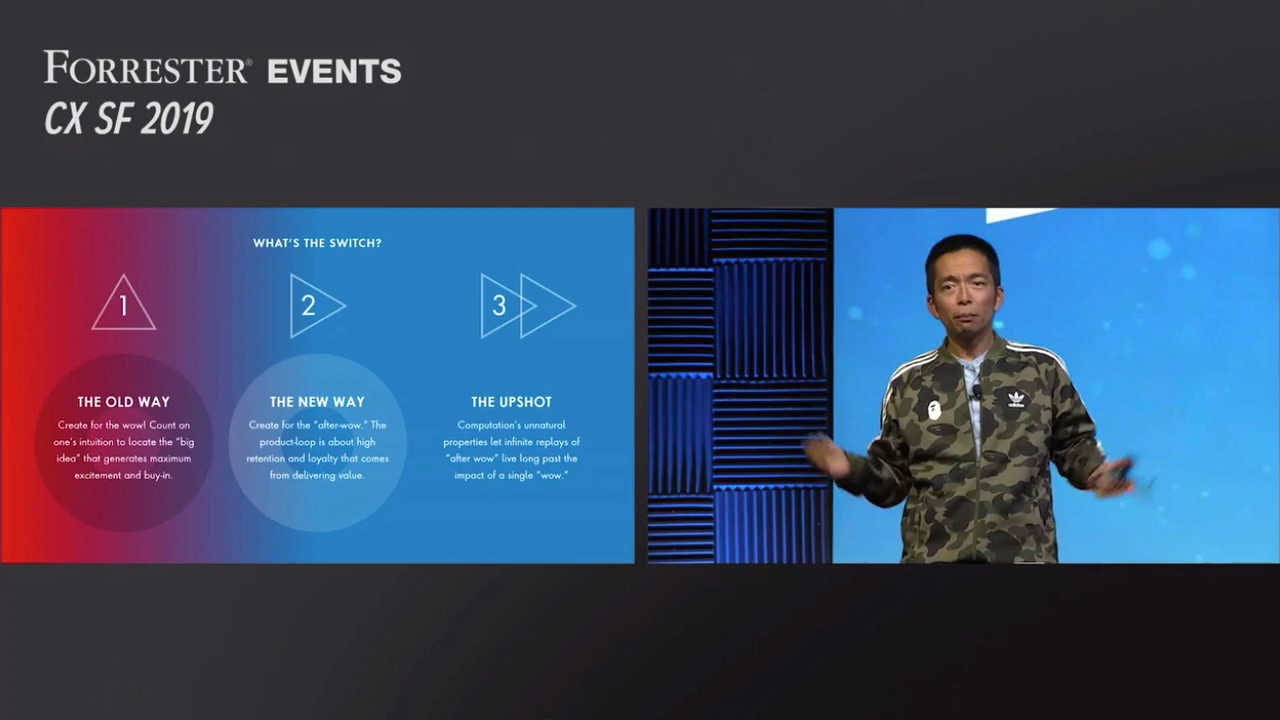 FORRESTER® EVENTS
CX SF 2019
WHAT'S THE SWITCH?
1
2
3
THE OLD WAY
Create for the wow! Count on
one's intuition to locate the "big
idea" that generates maximum
excitement and buy-in.
THE NEW WAY
Create for the "after-wow." The
product-loop is about high
retention and loyalty that comes
from delivering value.
THE UPSHOT
Computation's unnatural
properties let infinite replays of
"after wow" live long past the
impact of a single "wow."
adidas